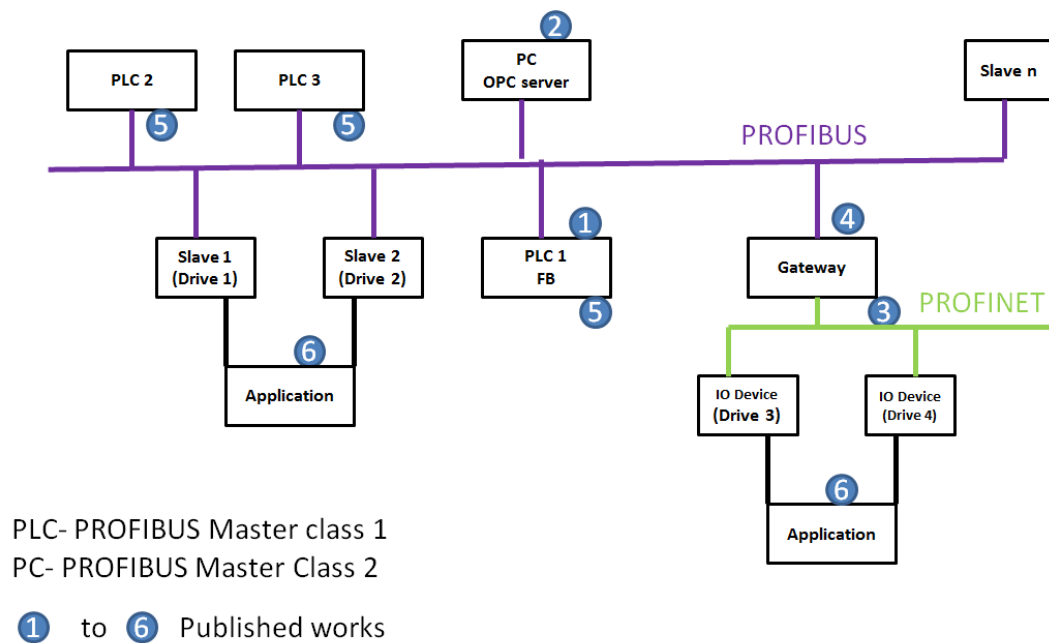 2
PLC 2
PLC 3
PC
OPC server
Slave n
5
5
PROFIBUS
1
4
Slave 1
(Drive 1)
Slave 2
(Drive 2)
PLC 1
FB
Gateway
5
3
PROFINET
6
Application
IO Device
(Drive 3)
IO Device
(Drive 4)
6
Application
PLC- PROFIBUS Master class 1
PC- PROFIBUS Master Class 2
1 to 6 Published works